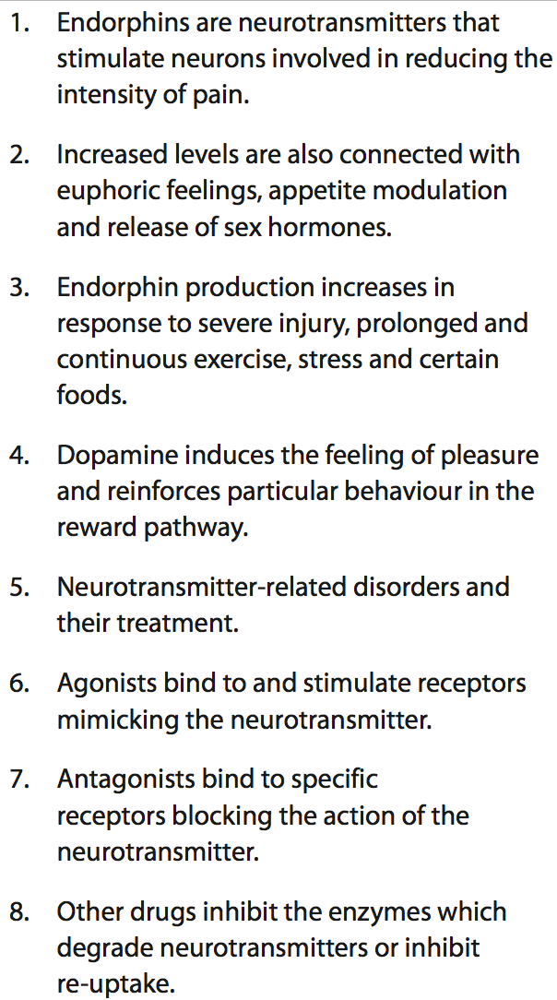 1. Endorphins are neurotransmitters that
stimulate neurons involved in reducing the
intensity of pain.
2. Increased levels are also connected with
euphoric feelings, appetite modulation
and release of sex hormones.
3. Endorphin production increases in
response to severe injury, prolonged and
continuous exercise, stress and certain
foods.
4. Dopamine induces the feeling of pleasure
and reinforces particular behaviour in the
reward pathway.
5. Neurotransmitter-related disorders and
their treatment.
6. Agonists bind to and stimulate receptors
mimicking the neurotransmitter.
7. Antagonists bind to specific
receptors blocking the action of the
neurotransmitter.
8. Other drugs inhibit the enzymes which
degrade neurotransmitters or inhibit
re-uptake.